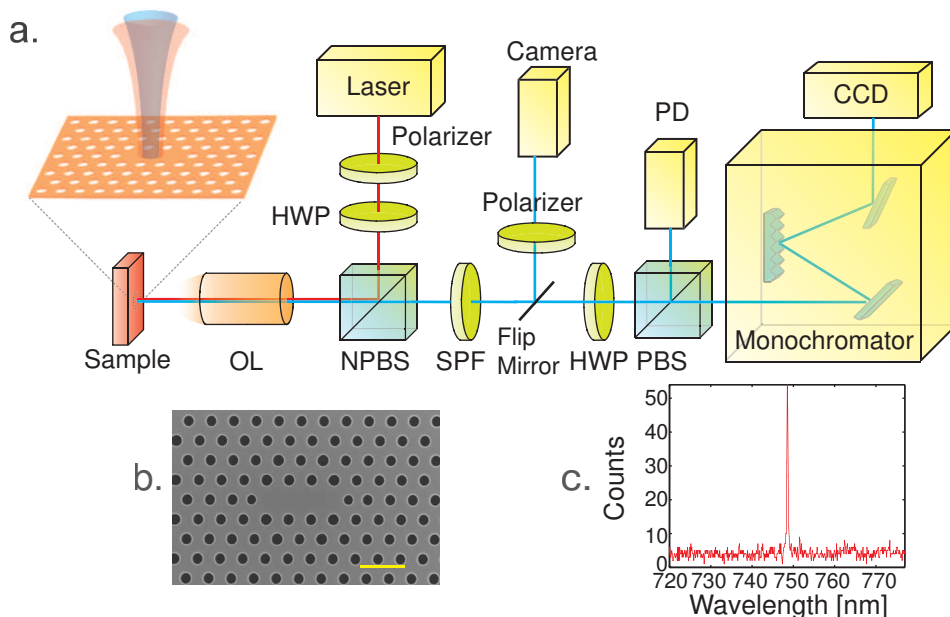 a.
Laser
Camera
Polarizer
HWP
Polarizer
PD
CCD
Sample
OL
NPBS
SPF
Flip
Mirror
HWP
PBS
Monochromator
b.
c.
Counts
50
40
30
20
10
0
720 730 740 750 760 770
Wavelength [nm]